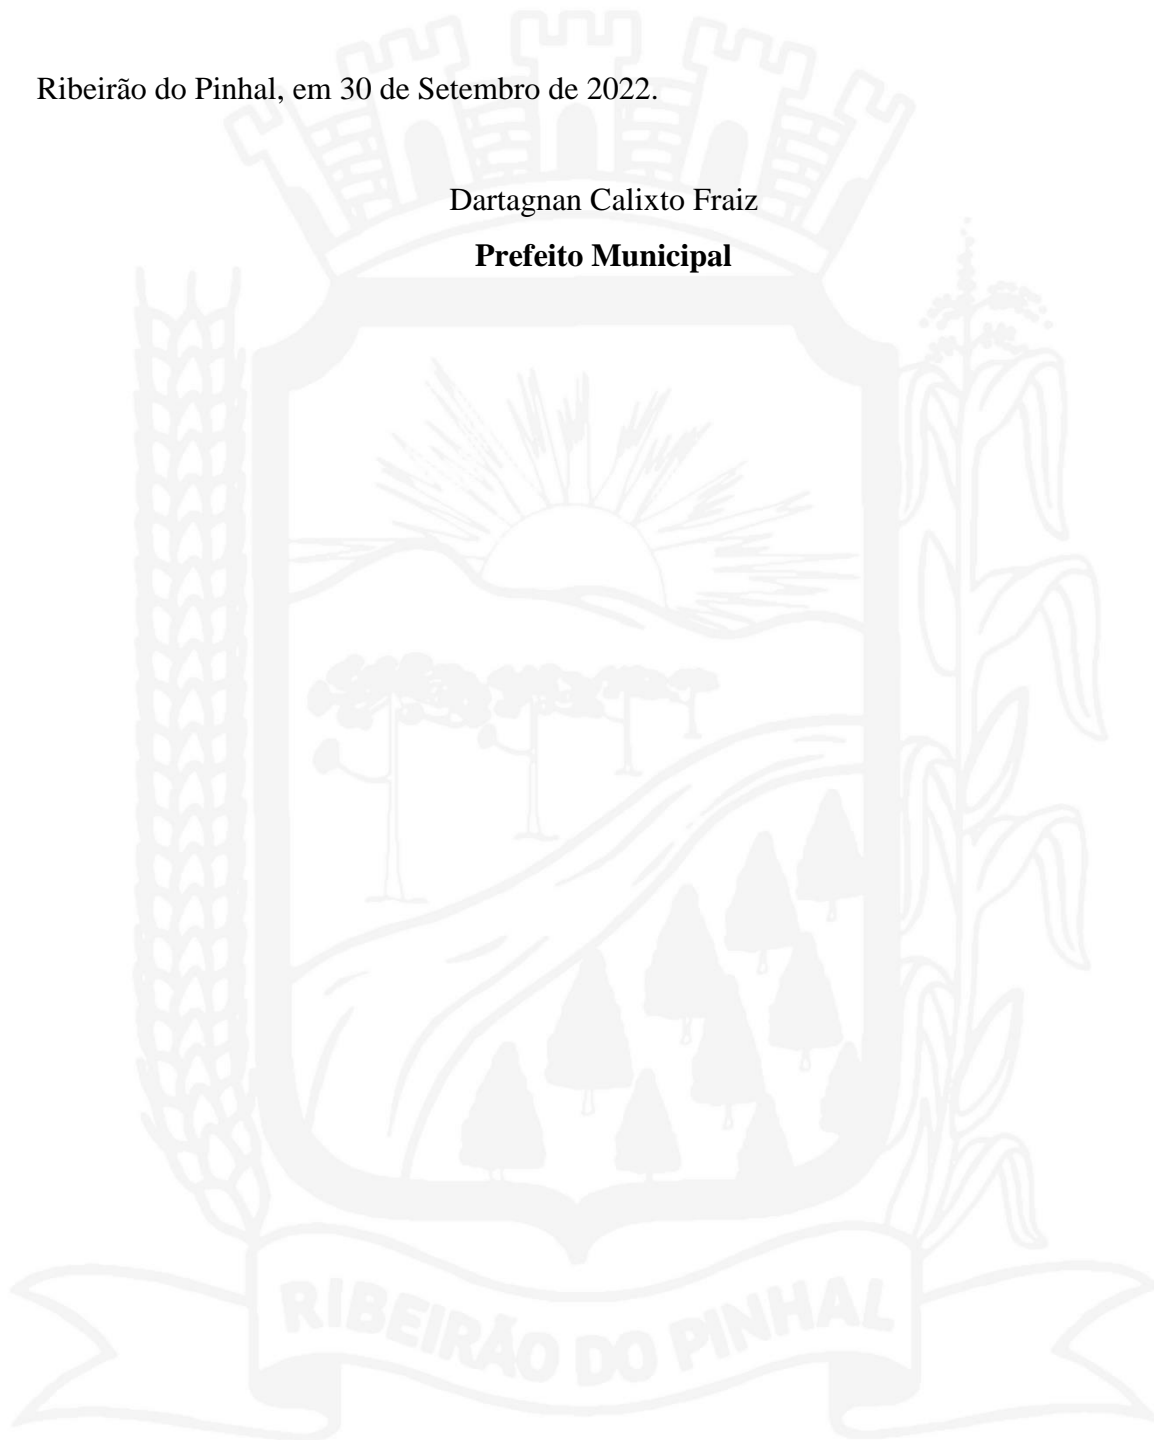 Ribeirão do Pinhal, em 30 de Setembro de 2022.
Dartagnan Calixto Fraiz
Prefeito Municipal
RIBEIRÃO DO PINHAL